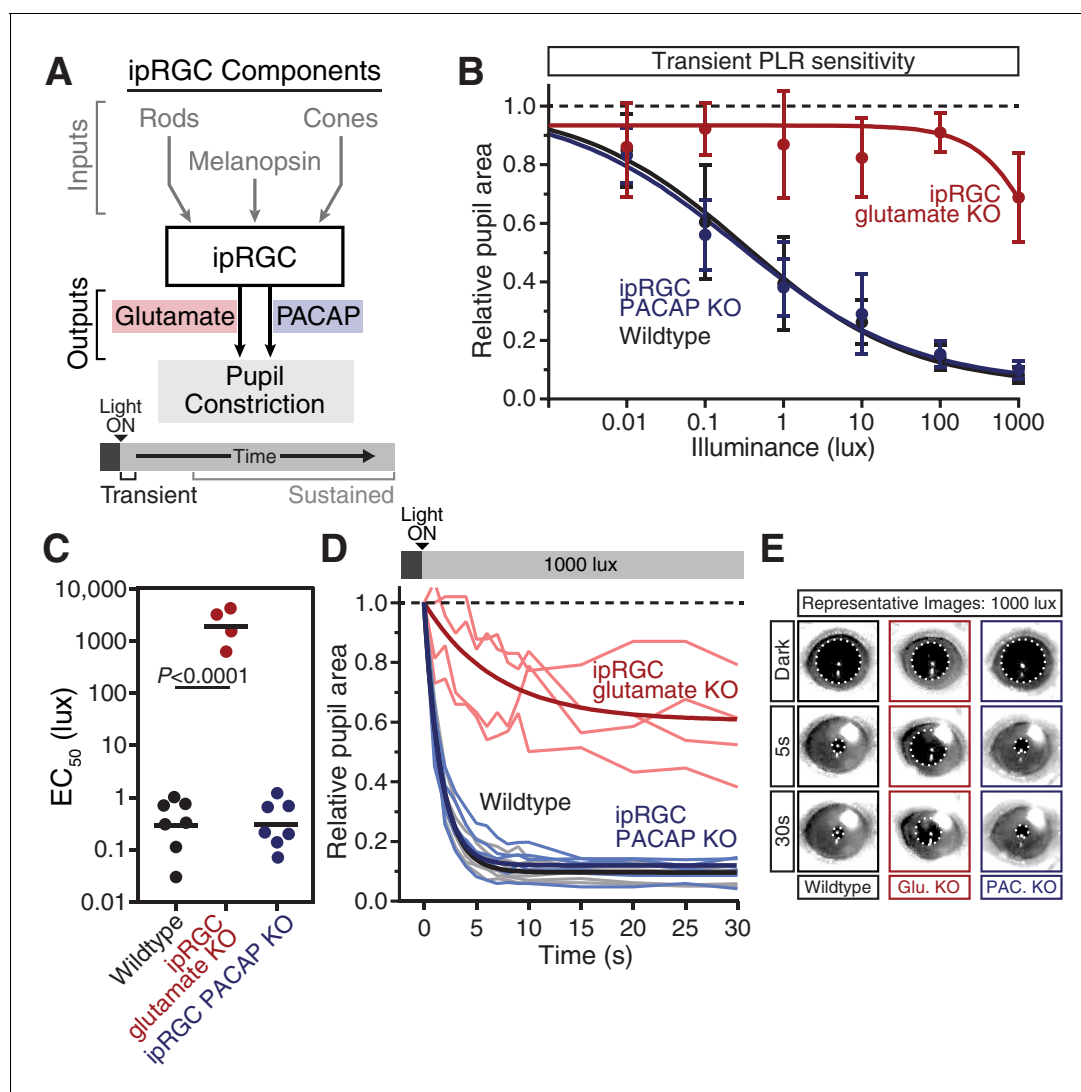 A
ipRGC Components
Inputs
Rods
Cones
Melanopsin
ipRGC
Outputs
Glutamate
PACAP
Pupil
Constriction
Light
ON
Time
Transient
Sustained
B
Transient PLR sensitivity
Relative pupil area
1.0
0.8
0.6
0.4
0.2
0.0
ipRGC
glutamate KO
ipRGC
PACAP KO
Wildtype
0.01
0.1
1
10
100
1000
Illuminance (lux)
C
EC50 (lux)
10,000
1000
100
10
1
0.1
0.01
P<0.0001
Wildtype
ipRGC
glutamate KO
ipRGC PACAP KO
D
Light
ON
1000 lux
Relative pupil area
1.0
0.8
0.6
0.4
0.2
0.0
ipRGC
glutamate KO
Wildtype
ipRGC
PACAP KO
0
5
10
15
20
25
30
Time (s)
E
Representative Images: 1000 lux
Dark
5s
30s
Wildtype
Glu. KO
PAC. KO